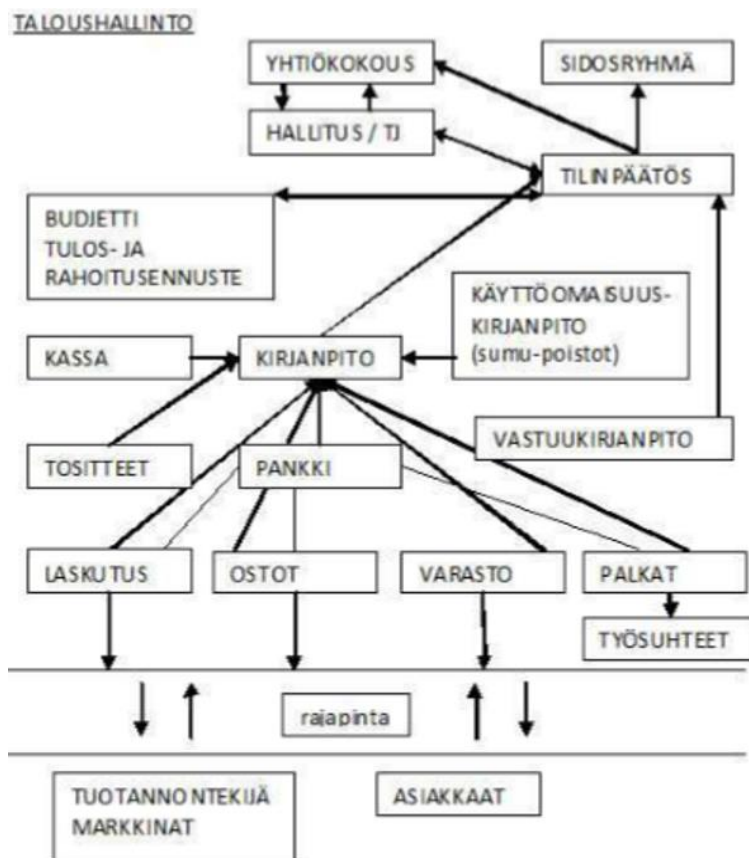 TALOUSHALLINTO
YHTIÖKOKOUS
SIDOSRYHMÄ
HALLITUS / TJ
TILINPÄÄTÖS
BUDJETTI
TULOS- JA
RAHOITUSENNUSTE
KÄYTTÖOMAISUUS-
KIRJANPITO
(sumu-poistot)
KASSA
KIRJANPITO
VASTUUKIRJANPITO
TOSITTEET
PANKKI
LASKUTUS
OSTOT
VARASTO
PALKAT
TYÖSUHTEET
rajapinta
TUOTANNONTEKIJÄ
MARKKINAT
ASIAKKAAT